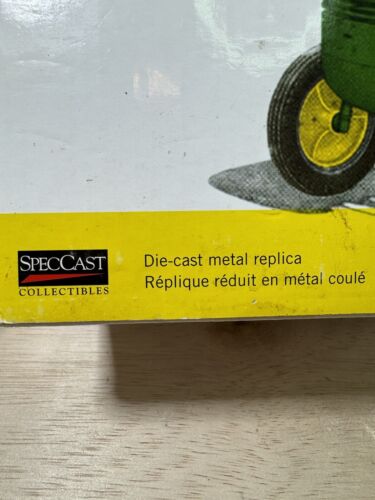 SPECCAST
COLLECTIBLES
Die-cast metal replica
Réplique réduit en métal coulé